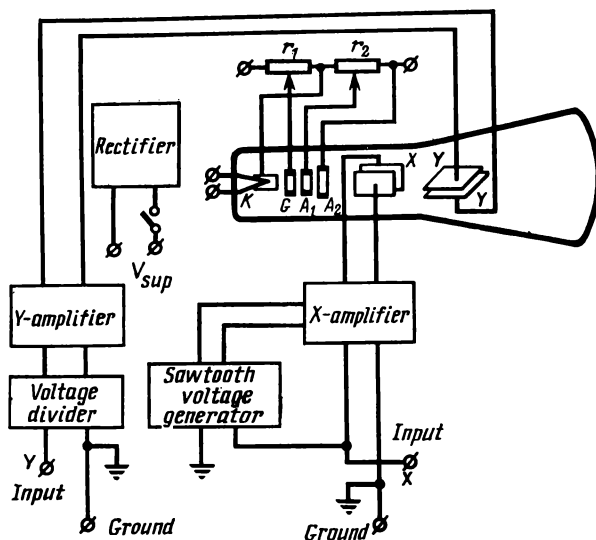 r1
r2
Rectifier
X
Y
K
G
A1
A2
Y
Vsup
Y-amplifier
X-amplifier
Voltage
divider
Sawtooth
voltage
generator
Input
X
Y
Input
Ground
Ground